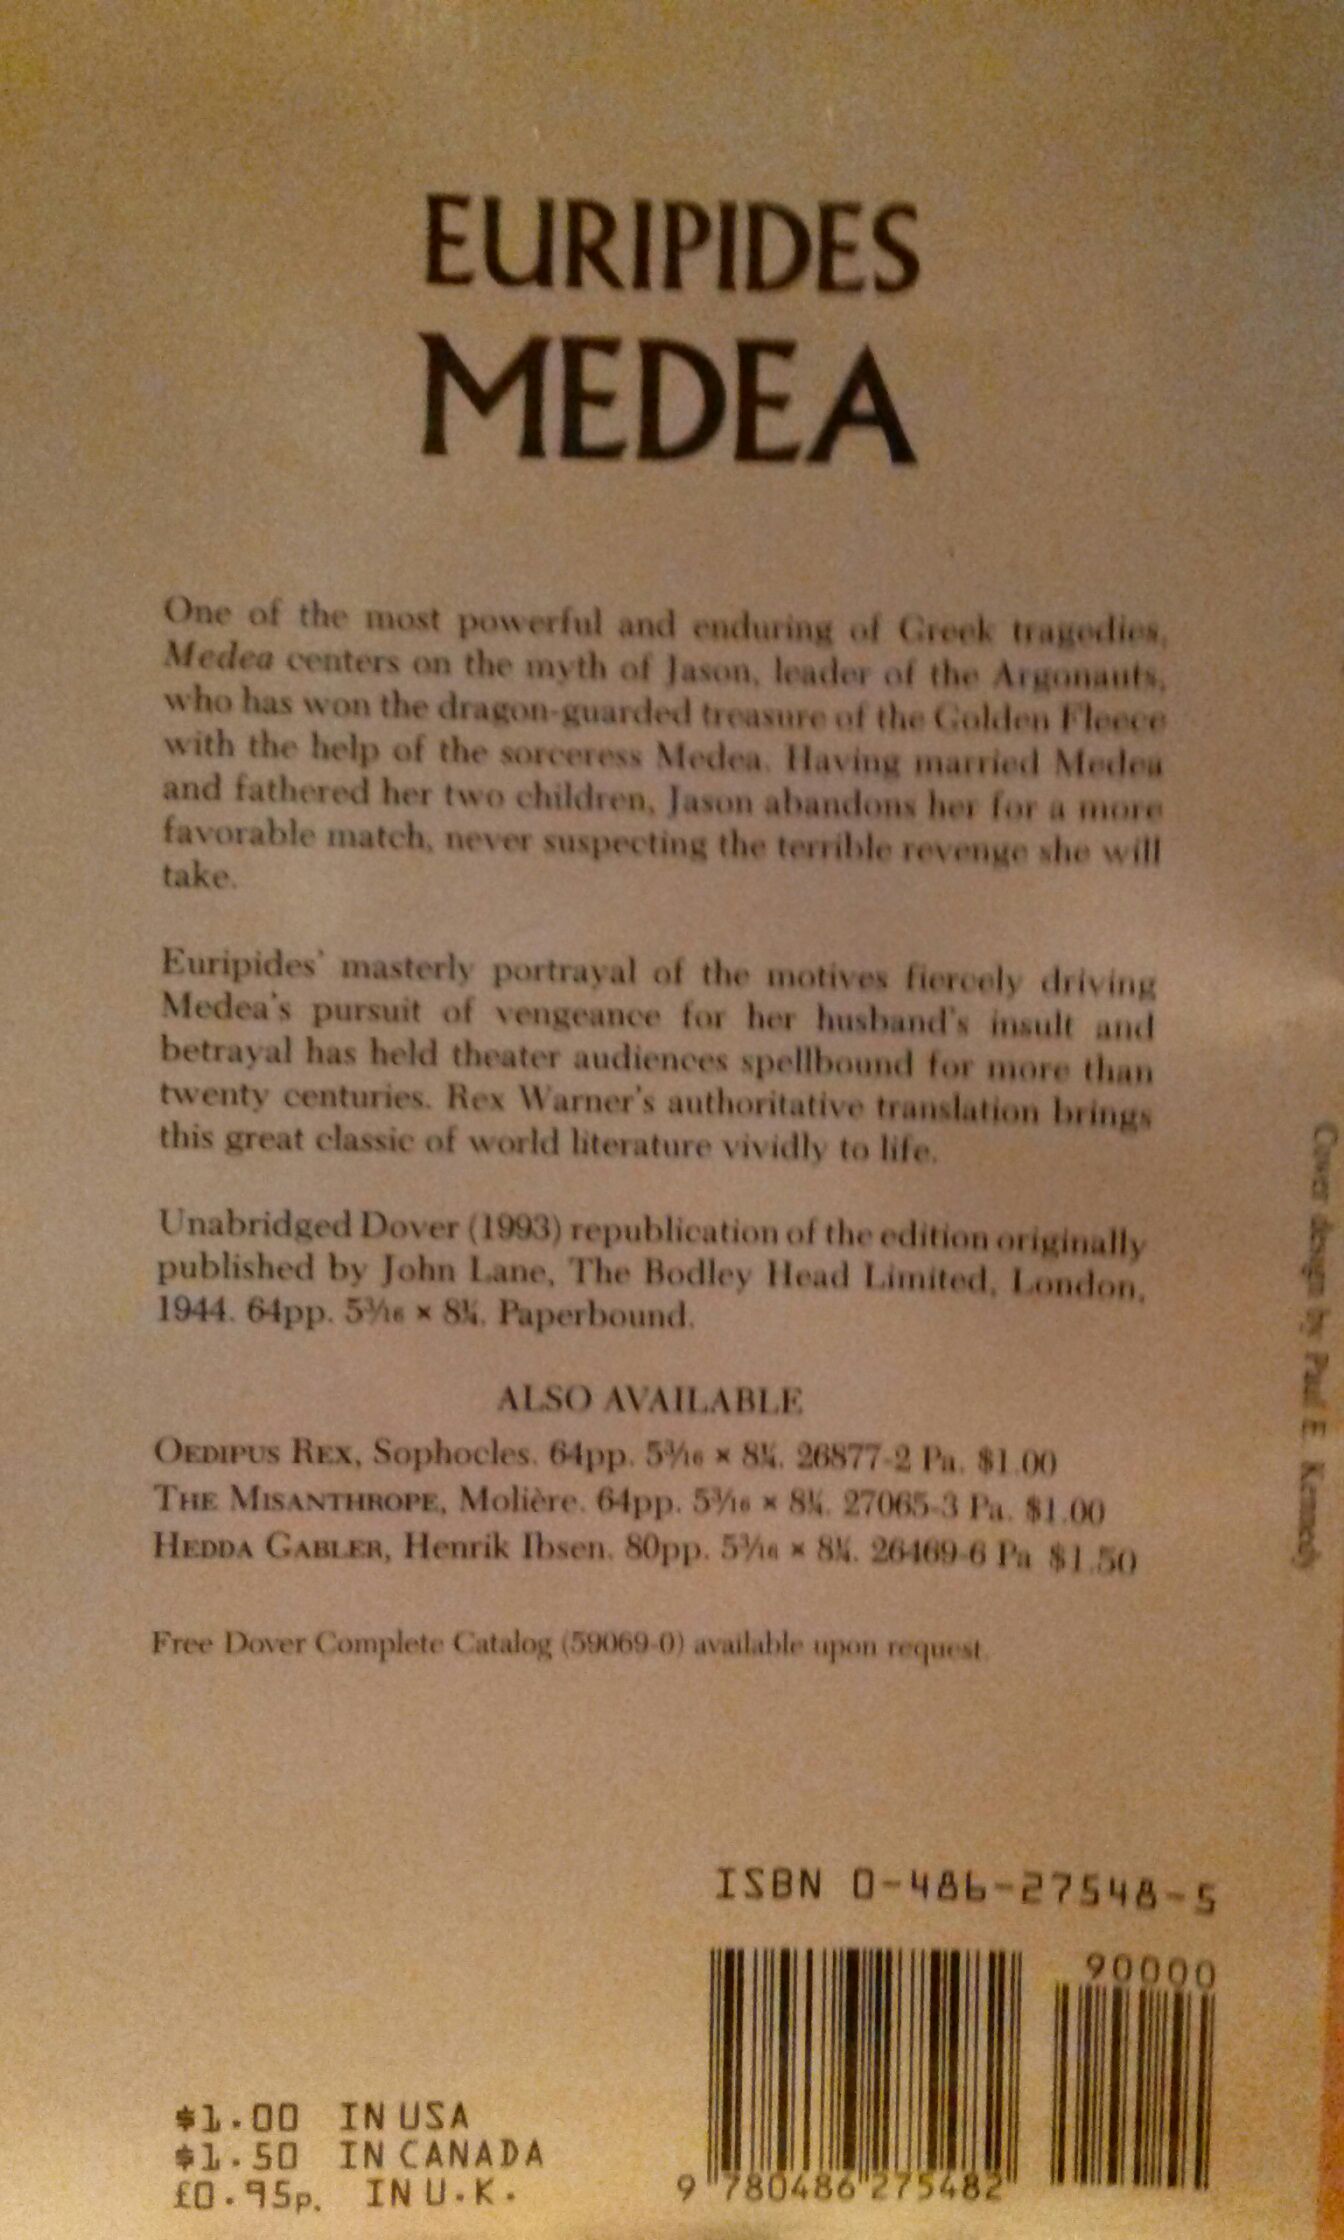 EURIPIDES
MEDEA
One of the most powerful and enduring of Greek tragedies,
Medea centers on the myth of Jason, leader of the Argonauts,
who has won the dragon-guarded treasure of the Golden Fleece
with the help of the sorceress Medea. Having married Medea
and fathered her two children, Jason abandons her for a more
favorable match, never suspecting the terrible revenge she will
take.
Euripides' masterly portrayal of the motives fiercely driving
Medea's pursuit of vengeance for her husband's insult and
betrayal has held theater audiences spellbound for more than
twenty centuries. Rex Warner's authoritative translation brings
this great classic of world literature vividly to life.
Unabridged Dover (1993) republication of the edition originally
published by John Lane, The Bodley Head Limited, London,
1944. 64pp. 5³⁄₁₆ × 8¼. Paperbound.
ALSO AVAILABLE
OEDIPUS REX, Sophocles. 64pp. 5³⁄₁₆ × 8¼. 26877-2 Pa. $1.00
THE MISANTHROPE, Molière. 64pp. 5³⁄₁₆ × 8¼. 27065-3 Pa. $1.00
HEDDA GABLER, Henrik Ibsen. 80pp. 5³⁄₁₆ × 8¼. 26469-6 Pa $1.50
Free Dover Complete Catalog (59069-0) available upon request.
Cover design by Paul E. Kennedy
ISBN 0-486-27548-5
90000
9 780486 275482
$1.00 IN USA
$1.50 IN CANADA
£0.95p. IN U.K.